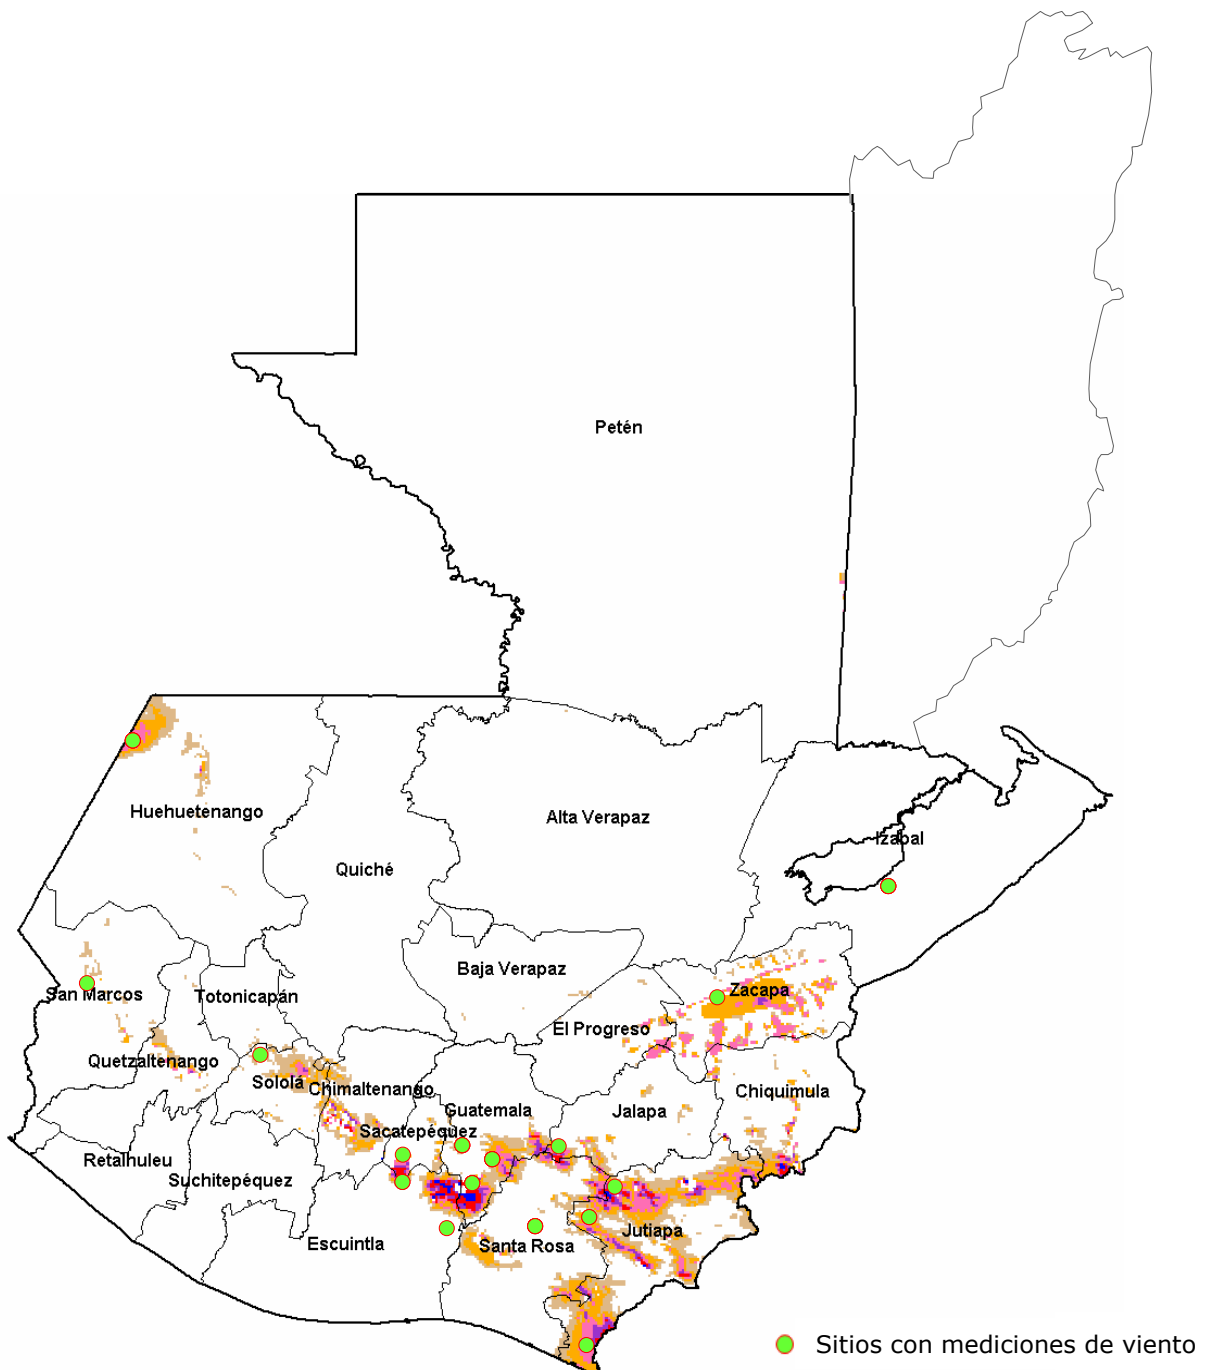 Petén
Huehuetenango
Alta Verapaz
Izabal
Quiché
Baja Verapaz
Zacapa
San Marcos
Totonicapán
El Progreso
Quetzaltenango
Sololá
Chimaltenango
Chiquimula
Guatemala
Jalapa
Sacatepéquez
Retalhuleu
Suchitepéquez
Jutiapa
Escuintla
Santa Rosa
Sitios con mediciones de viento